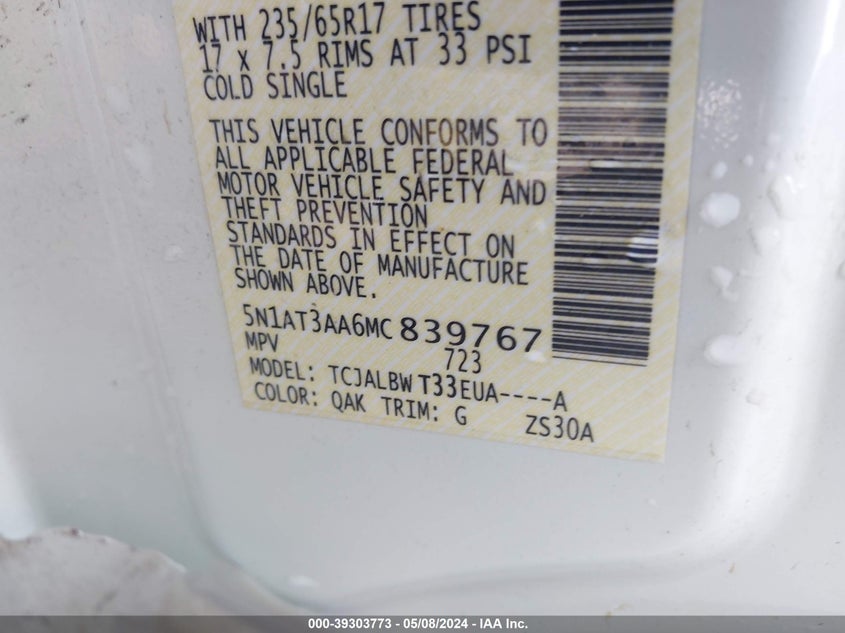 WITH 235/65R17 TIRES
17 x 7.5 RIMS AT 33 PSI
COLD SINGLE
THIS VEHICLE CONFORMS TO
ALL APPLICABLE FEDERAL
MOTOR VEHICLE SAFETY AND
THEFT PREVENTION
STANDARDS IN EFFECT ON
THE DATE OF MANUFACTURE
SHOWN ABOVE.
5N1AT3AA6MC 839767
MPV 723
MODEL: TCJALBW T33EUA----A
COLOR: QAK TRIM: G ZS30A
000-39303773 - 05/08/2024 - IAA Inc.